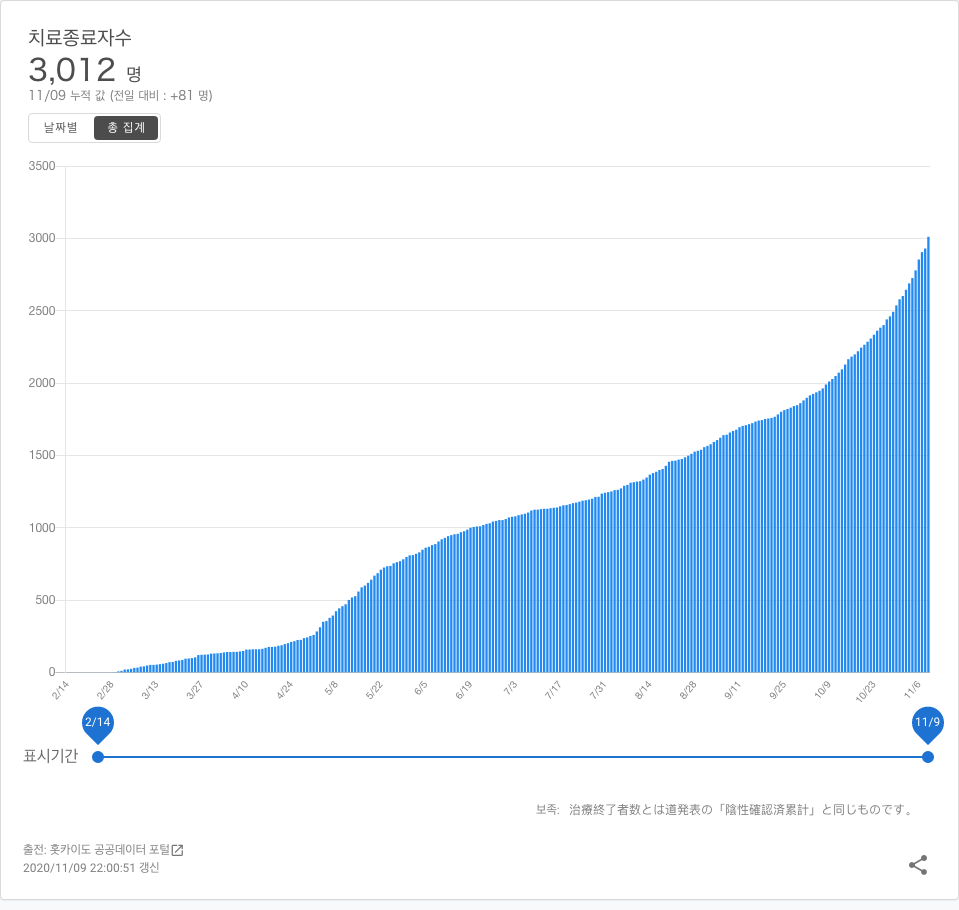 치료종료자수
3,012 명
11/09 누적 값 (전일 대비 : +81 명)
날짜별 총 집계
3500
3000
2500
2000
1500
1000
500
0
2/14 2/28 3/13 3/27 4/10 4/24 5/8 5/22 6/5 6/19 7/3 7/17 7/31 8/14 8/28 9/11 9/25 10/9 10/23 11/6
2/14 11/9
표시기간
보족: 治療終了者数とは道発表の「陰性確認済累計」と同じものです。
출전: 홋카이도 공공데이터 포털
2020/11/09 22:00:51 갱신